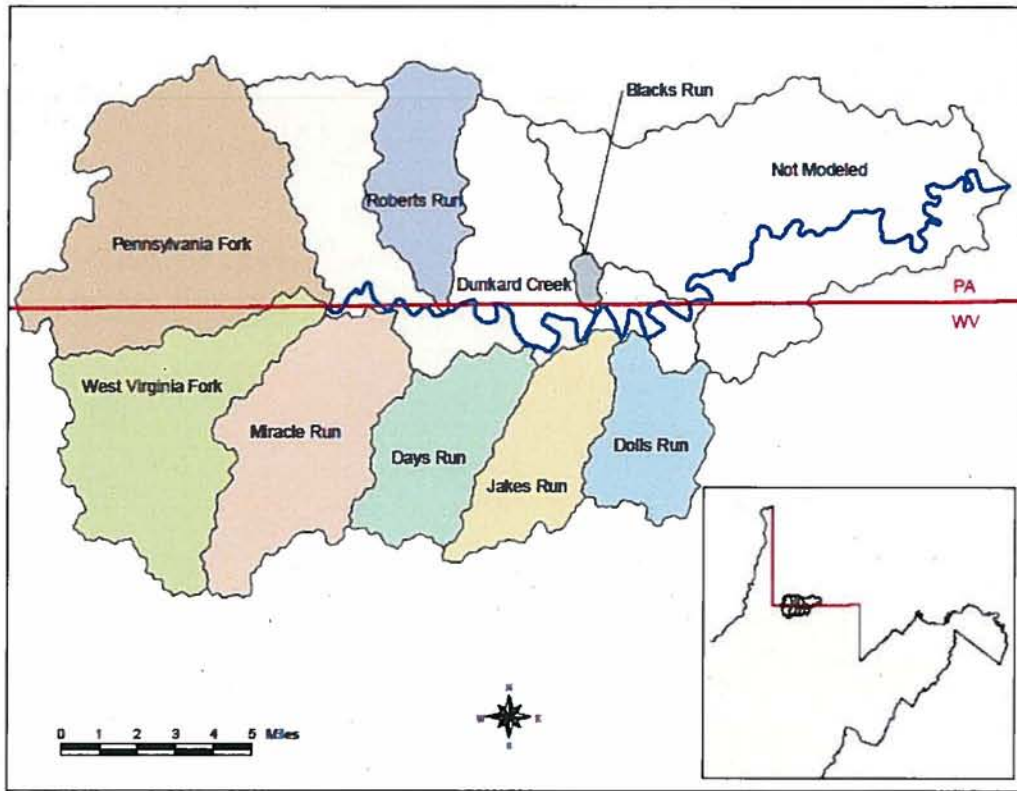 Blacks Run
Not Modeled
Roberts Run
Pennsylvania Fork
Dunkard Creek
PA
WV
West Virginia Fork
Miracle Run
Days Run
Dolls Run
Jakes Run
N
W E
S
0 1 2 3 4 5 Miles